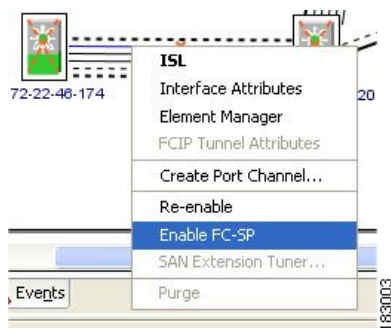 ISL
72-22-46-174
Interface Attributes
20
Element Manager
FCIP Tunnel Attributes
Create Port Channel...
Re-enable
Enable FC-SP
SAN Extension Tuner...
Events
Purge
183003